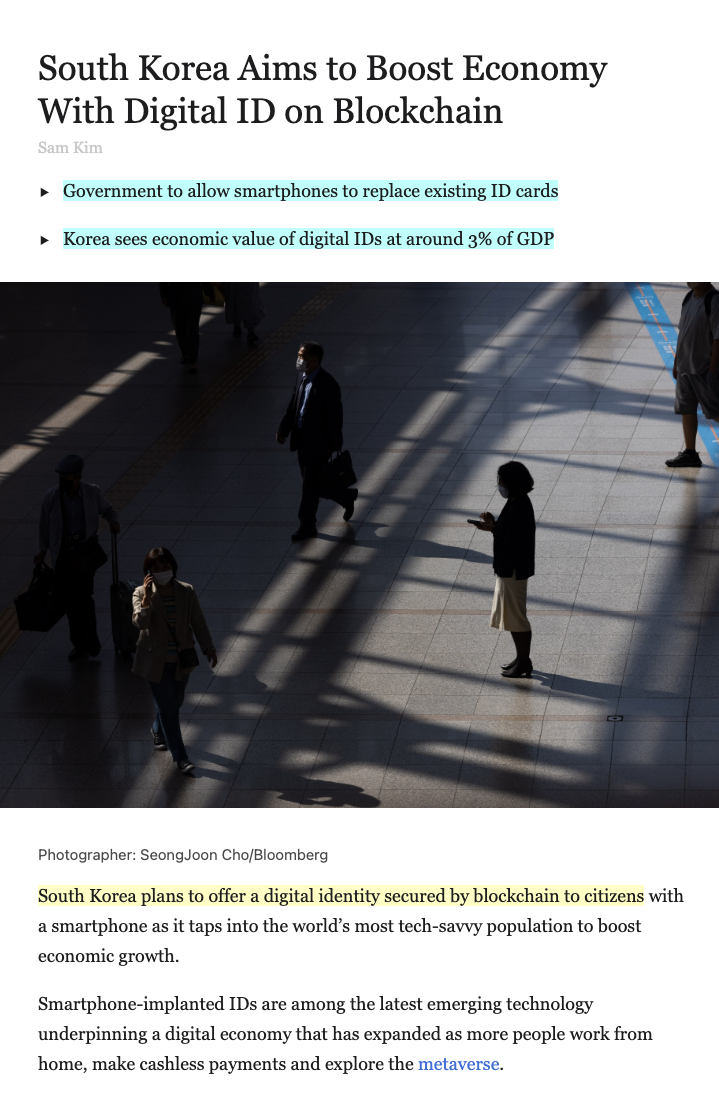 South Korea Aims to Boost Economy
With Digital ID on Blockchain
Sam Kim
Government to allow smartphones to replace existing ID cards
Korea sees economic value of digital IDs at around 3% of GDP
Photographer: SeongJoon Cho/Bloomberg
South Korea plans to offer a digital identity secured by blockchain to citizens with
a smartphone as it taps into the world’s most tech-savvy population to boost
economic growth.
Smartphone-implanted IDs are among the latest emerging technology
underpinning a digital economy that has expanded as more people work from
home, make cashless payments and explore the metaverse.